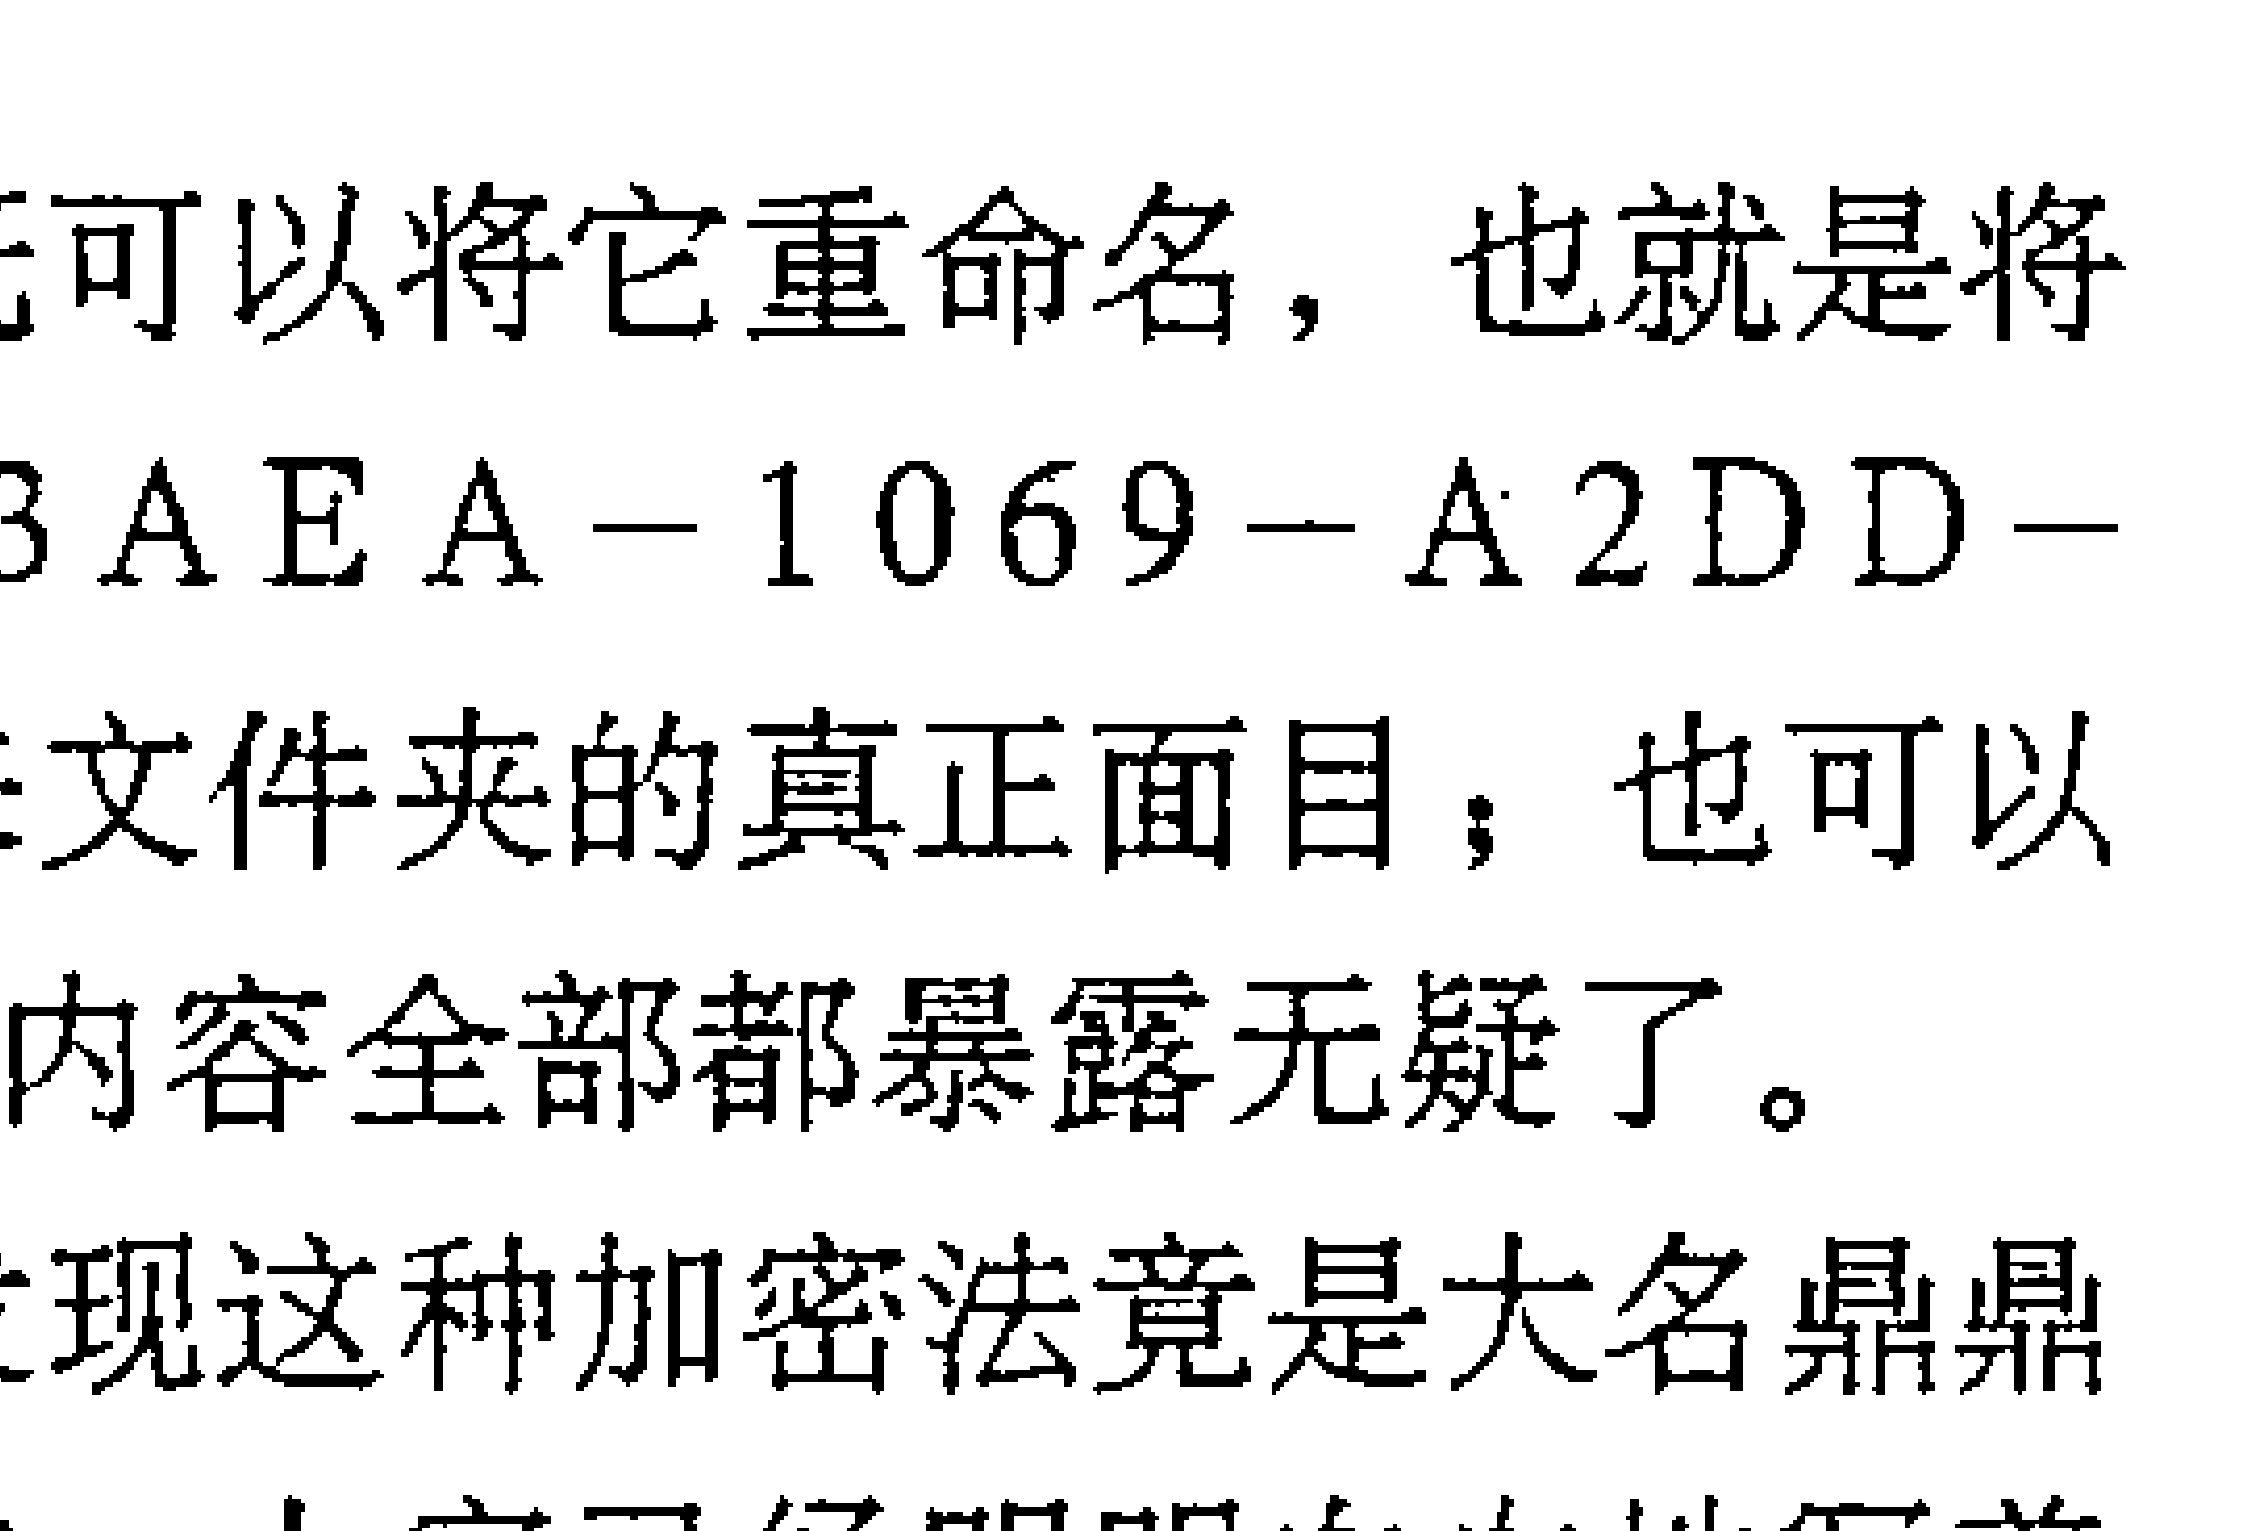 可以将它重命名，也就是将
3AEA－1069－A2DD－
文件夹的真正面目；也可以
内容全部都暴露无疑了。
现这种加密法竟是大名鼎鼎